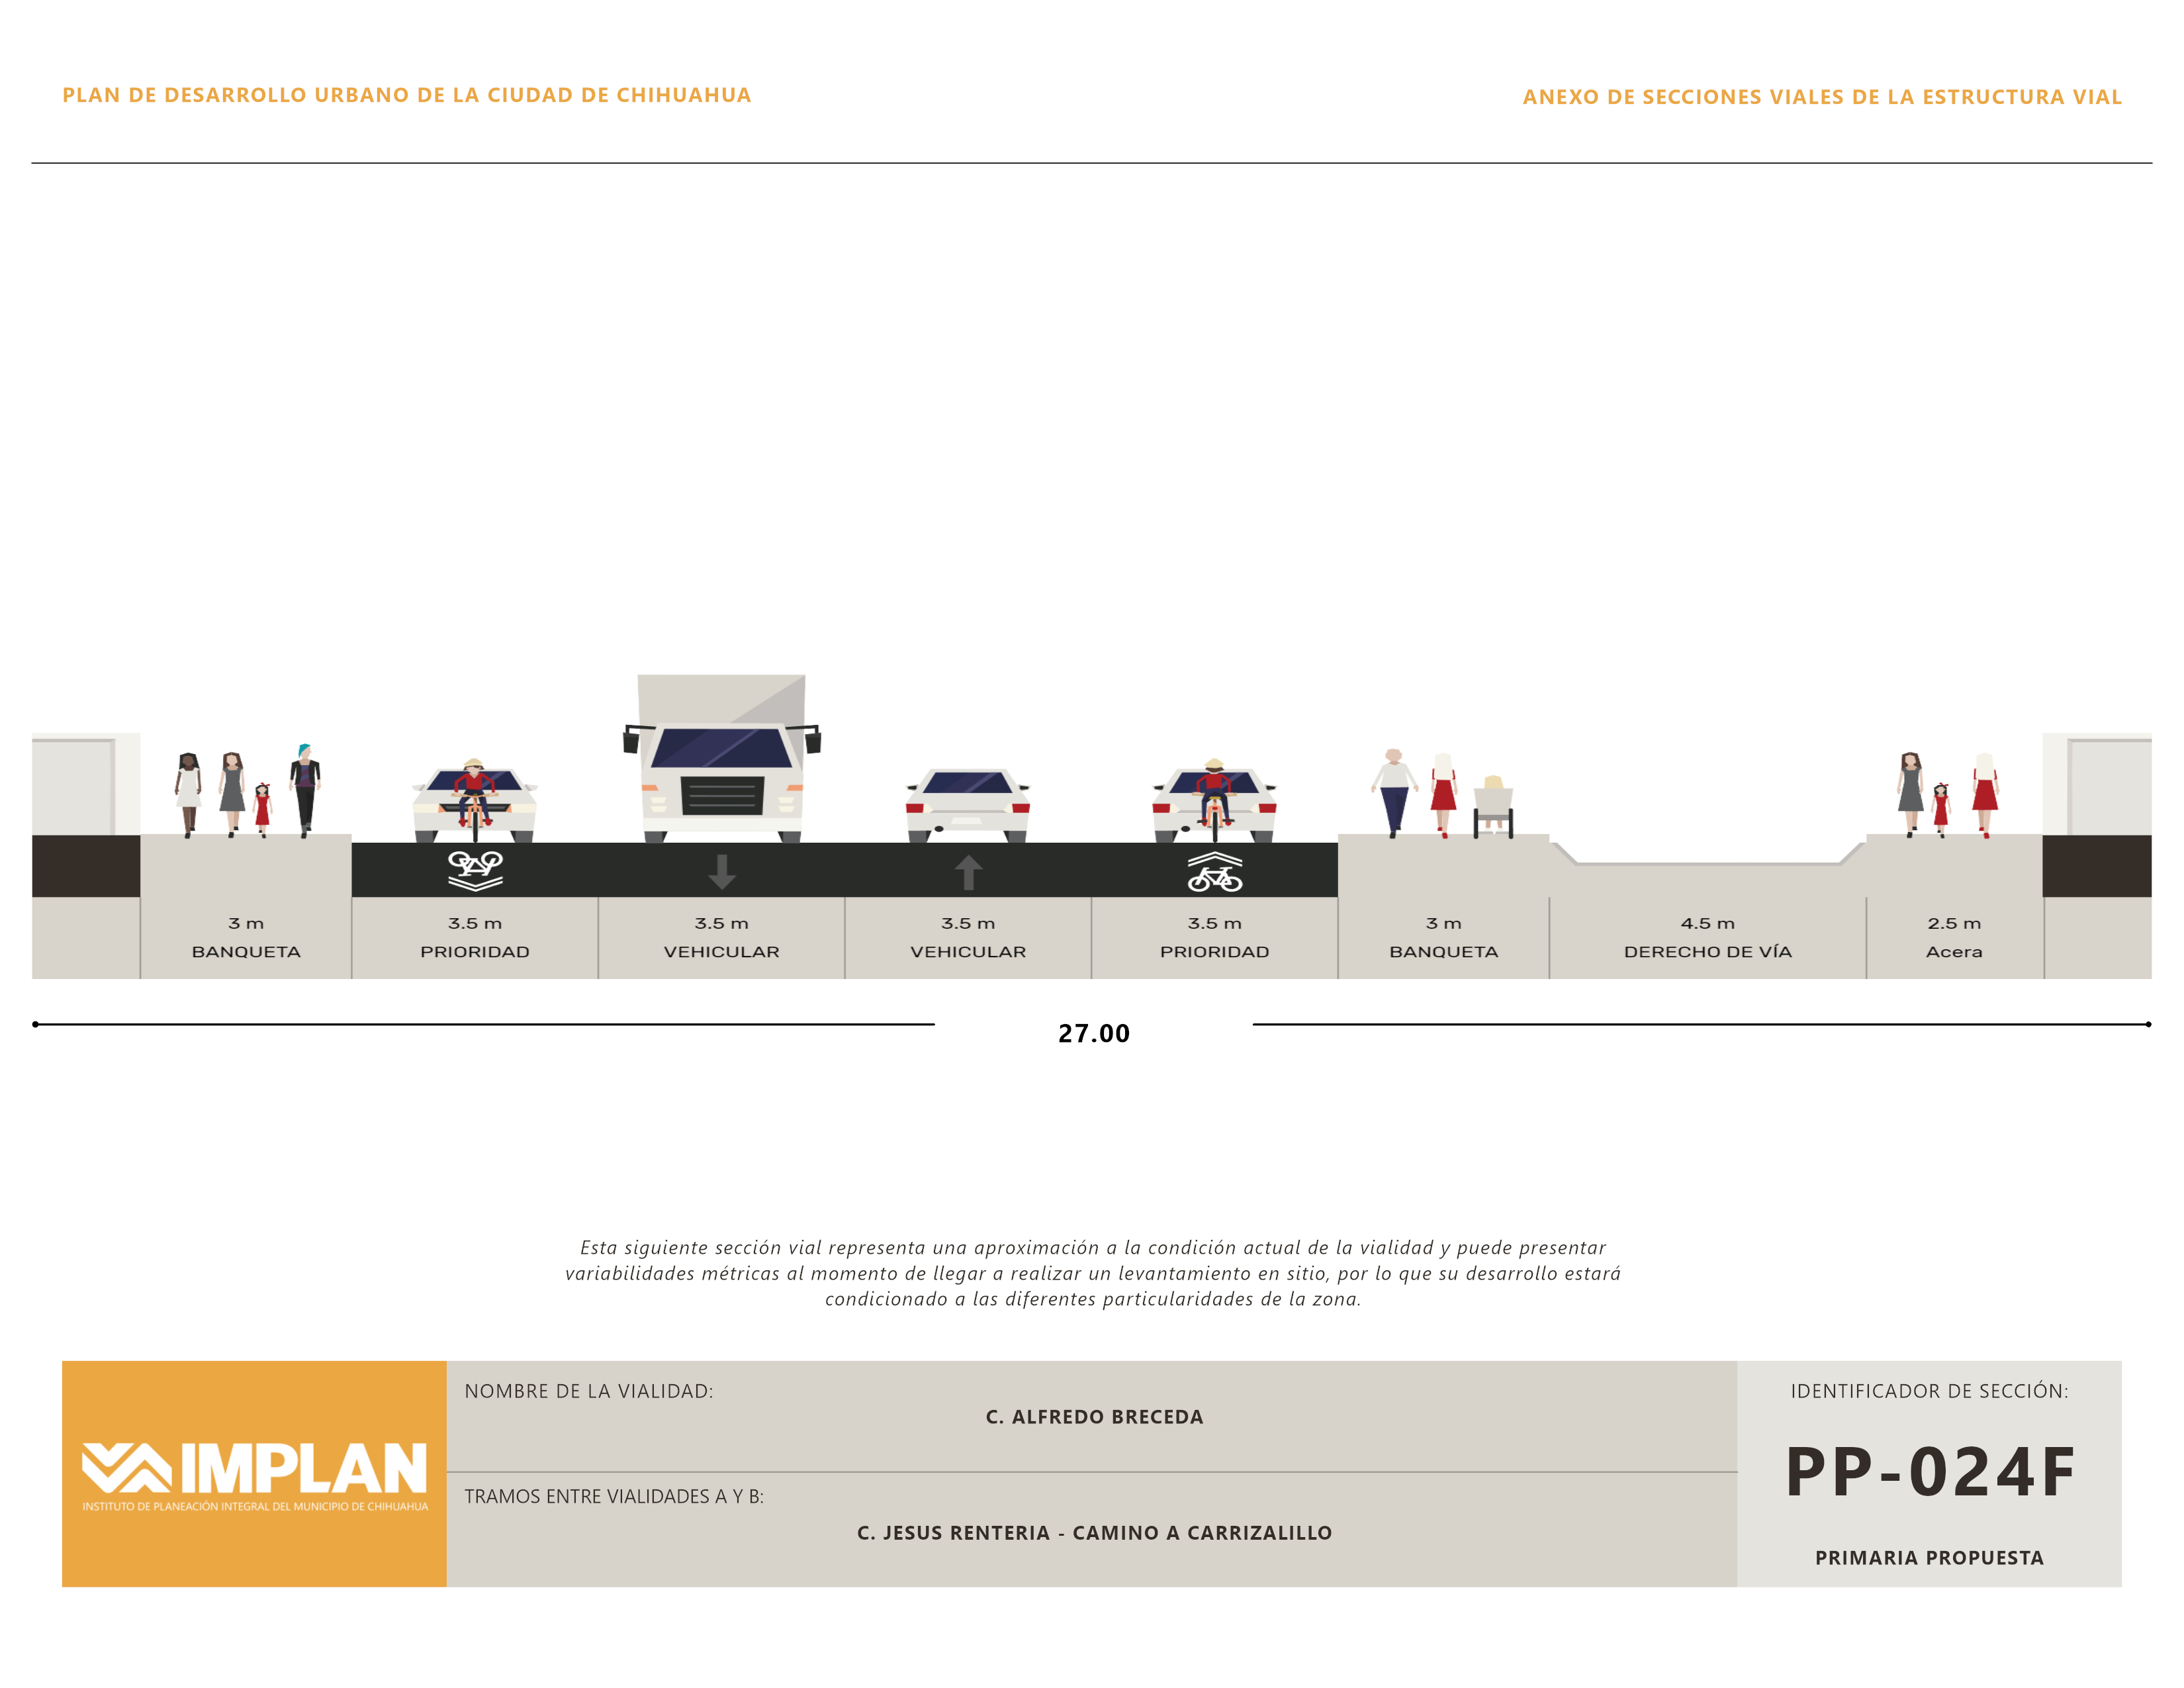 PLAN DE DESARROLLO URBANO DE LA CIUDAD DE CHIHUAHUA
ANEXO DE SECCIONES VIALES DE LA ESTRUCTURA VIAL
3 m
BANQUETA
3.5 m
PRIORIDAD
3.5 m
VEHICULAR
3.5 m
VEHICULAR
3.5 m
PRIORIDAD
3 m
BANQUETA
4.5 m
DERECHO DE VÍA
2.5 m
Acera
27.00
Esta siguiente sección vial representa una aproximación a la condición actual de la vialidad y puede presentar
variabilidades métricas al momento de llegar a realizar un levantamiento en sitio, por lo que su desarrollo estará
condicionado a las diferentes particularidades de la zona.
IMPLAN
INSTITUTO DE PLANEACIÓN INTEGRAL DEL MUNICIPIO DE CHIHUAHUA
NOMBRE DE LA VIALIDAD:
C. ALFREDO BRECEDA
TRAMOS ENTRE VIALIDADES A Y B:
C. JESUS RENTERIA - CAMINO A CARRIZALILLO
IDENTIFICADOR DE SECCIÓN:
PP-024F
PRIMARIA PROPUESTA